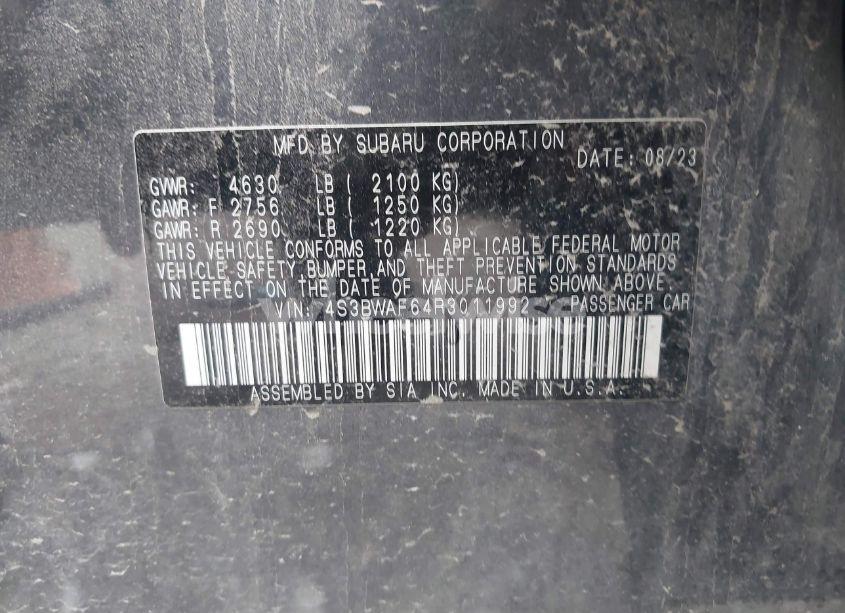 MFD. BY SUBARU CORPORATION
DATE: 08/23
GVWR: 4630 LB ( 2100 KG)
GAWR: F 2756 LB ( 1250 KG)
GAWR: R 2690 LB ( 1220 KG)
THIS VEHICLE CONFORMS TO ALL APPLICABLE FEDERAL MOTOR
VEHICLE SAFETY, BUMPER, AND THEFT PREVENTION STANDARDS
IN EFFECT ON THE DATE OF MANUFACTURE SHOWN ABOVE.
VIN: 4S3BWAF64R3011992 PASSENGER CAR
ASSEMBLED BY SIA, INC. MADE IN U.S.A.